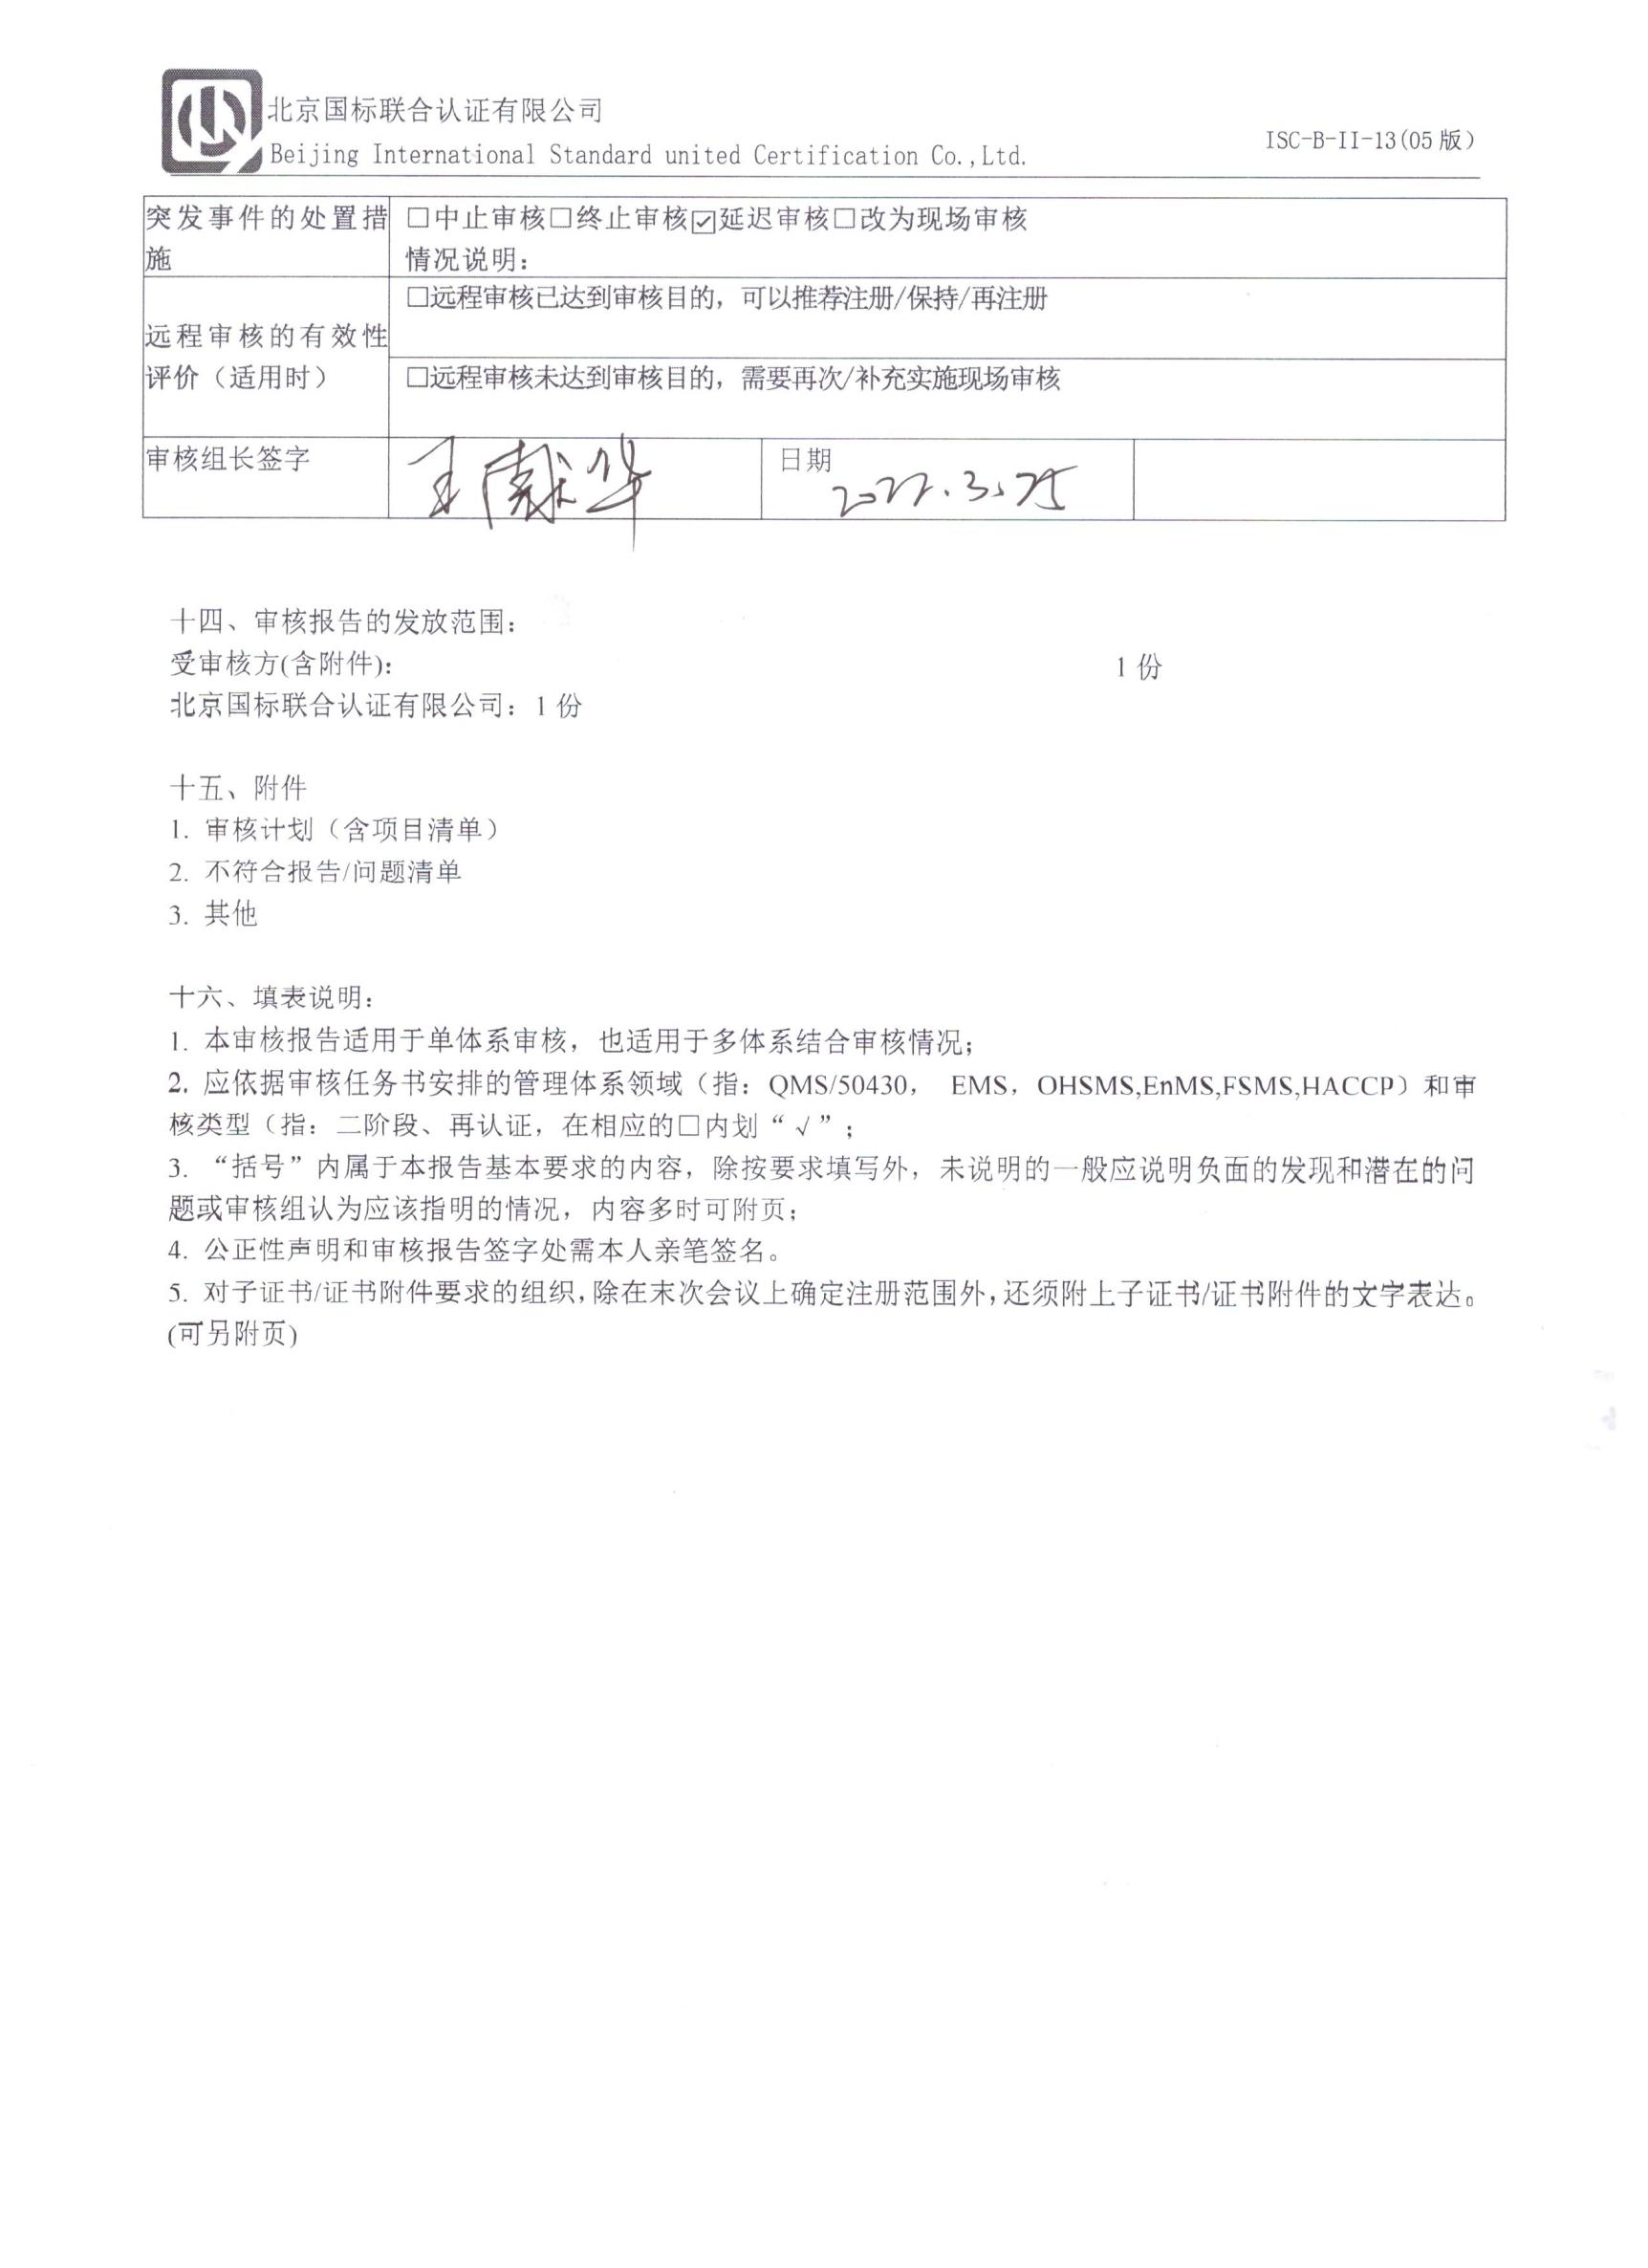 北京国标联合认证有限公司
Beijing International Standard united Certification Co.,Ltd.
ISC-B-II-13(05版)
突发事件的处置措
施
□中止审核□终止审核☑延迟审核□改为现场审核
情况说明:
远程审核的有效性
评价（适用时）
□远程审核已达到审核目的，可以推荐注册/保持/再注册
□远程审核未达到审核目的，需要再次/补充实施现场审核
审核组长签字
王献华
日期
2022.3.25
十四、审核报告的发放范围：
受审核方(含附件)： 1 份
北京国标联合认证有限公司：1 份
十五、附件
1. 审核计划（含项目清单）
2. 不符合报告/问题清单
3. 其他
十六、填表说明：
1. 本审核报告适用于单体系审核，也适用于多体系结合审核情况；
2. 应依据审核任务书安排的管理体系领域（指：QMS/50430， EMS，OHSMS,EnMS,FSMS,HACCP）和审
核类型（指：二阶段、再认证，在相应的□内划“√”；
3. “括号”内属于本报告基本要求的内容，除按要求填写外，未说明的一般应说明负面的发现和潜在的问
题或审核组认为应该指明的情况，内容多时可附页；
4. 公正性声明和审核报告签字处需本人亲笔签名。
5. 对子证书/证书附件要求的组织，除在末次会议上确定注册范围外，还须附上子证书/证书附件的文字表达。
(可另附页)